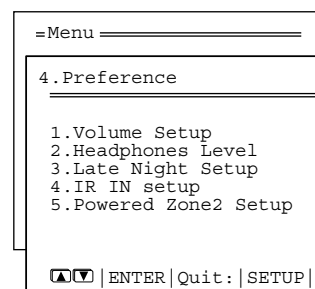 =Menu
4.Preference
1.Volume Setup
2.Headphones Level
3.Late Night Setup
4.IR IN setup
5.Powered Zone2 Setup
▲▼|ENTER|Quit:|SETUP|